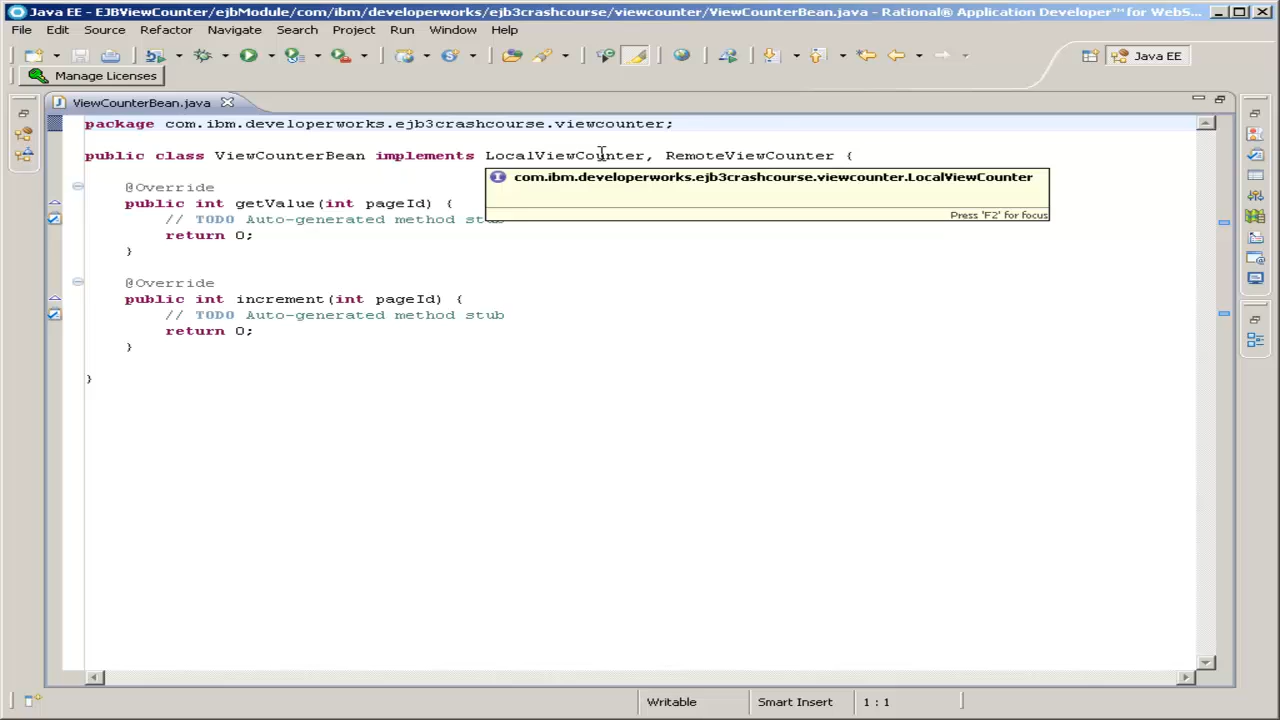 Java EE - EJBViewCounter/ejbModule/com/ibm/developerworks/ejb3crashcourse/viewcounter/ViewCounterBean.java - Rational® Application Developer™ for WebS...
File Edit Source Refactor Navigate Search Project Run Window Help
Java EE
Manage Licenses
ViewCounterBean.java
package com.ibm.developerworks.ejb3crashcourse.viewcounter;
public class ViewCounterBean implements LocalViewCounter, RemoteViewCounter {
com.ibm.developerworks.ejb3crashcourse.viewcounter.LocalViewCounter
Press 'F2' for focus
@Override
public int getValue(int pageId) {
// TODO Auto-generated method stub
return 0;
}
@Override
public int increment(int pageId) {
// TODO Auto-generated method stub
return 0;
}
}
Writable Smart Insert 1 : 1